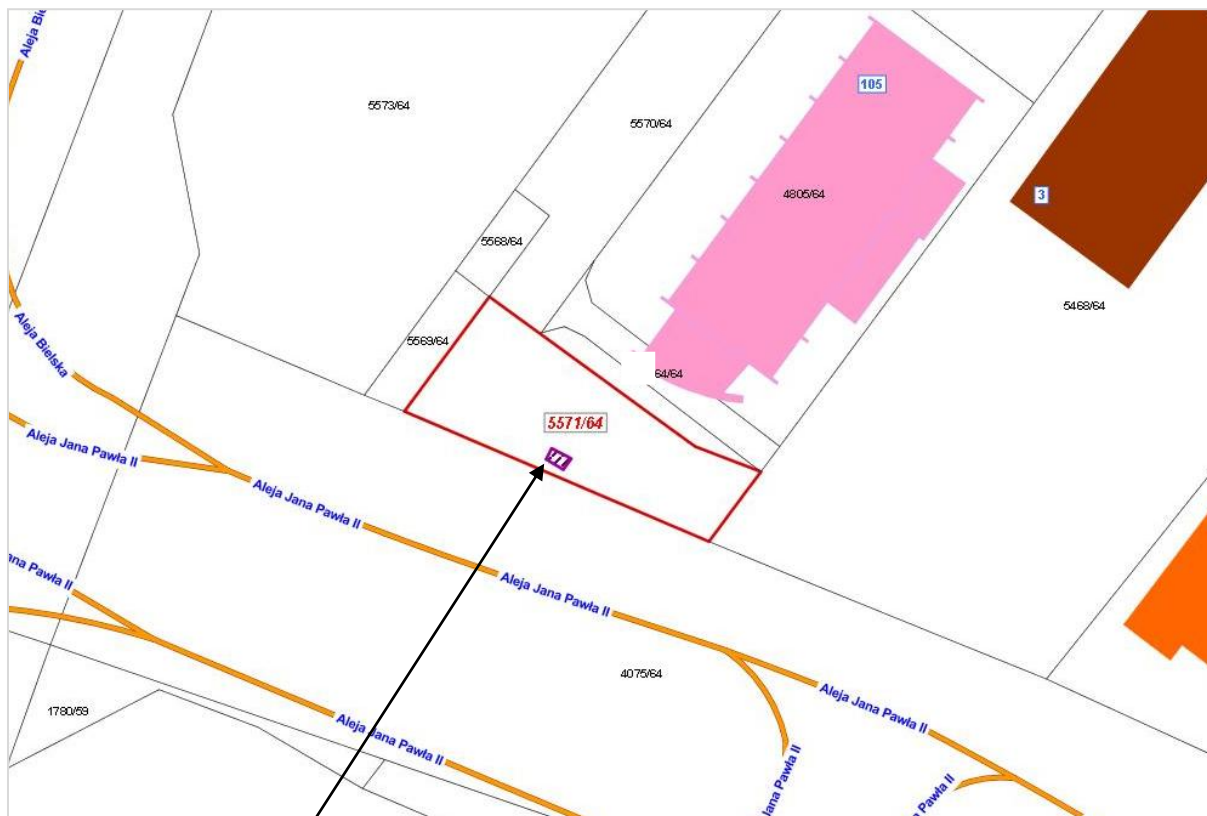 Aleja Bie
5573/64
5570/64
105
4805/64
3
5568/64
5468/64
5569/64
Aleja Bielska
64/64
5571/64
Aleja Jana Pawła II
Aleja Jana Pawła II
Aleja Jana Pawła II
ana Pawła II
4075/64
Aleja Jana Pawła II
1780/59
Aleja Jana Pawła II
Jana Pawła II
Pawła II